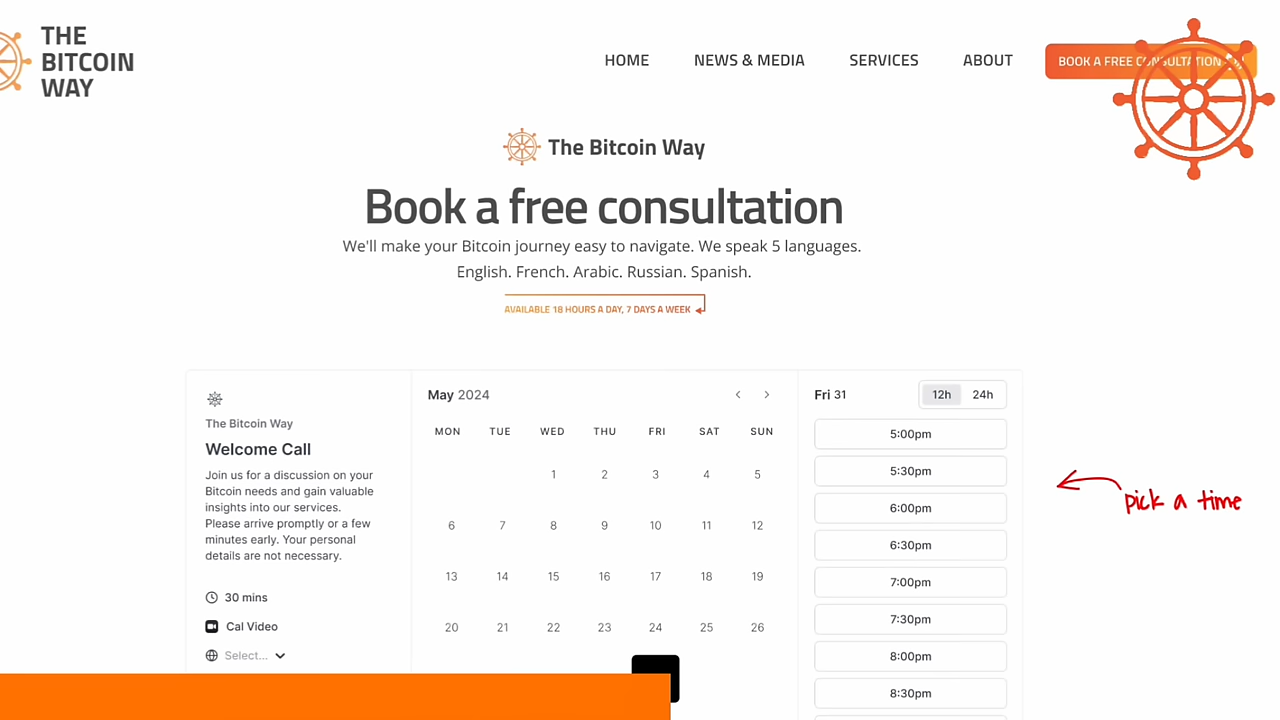 THE
BITCOIN
WAY
HOME
NEWS & MEDIA
SERVICES
ABOUT
BOOK A FREE CONSULTATION
The Bitcoin Way
Book a free consultation
We'll make your Bitcoin journey easy to navigate. We speak 5 languages.
English. French. Arabic. Russian. Spanish.
AVAILABLE 18 HOURS A DAY, 7 DAYS A WEEK
The Bitcoin Way
Welcome Call
Join us for a discussion on your
Bitcoin needs and gain valuable
insights into our services.
Please arrive promptly or a few
minutes early. Your personal
details are not necessary.
30 mins
Cal Video
Select...
May 2024
MON TUE WED THU FRI SAT SUN
1 2 3 4 5
6 7 8 9 10 11 12
13 14 15 16 17 18 19
20 21 22 23 24 25 26
Fri 31
12h 24h
5:00pm
5:30pm
6:00pm
6:30pm
7:00pm
7:30pm
8:00pm
8:30pm
pick a time